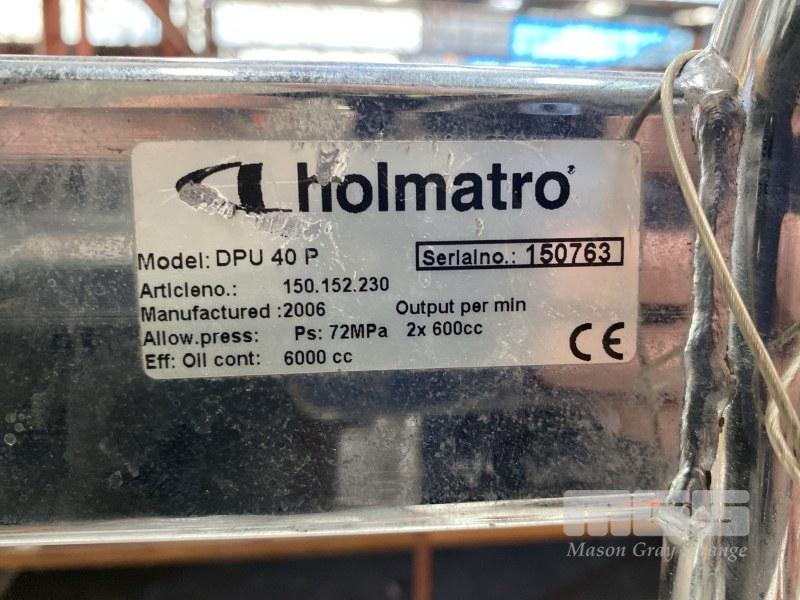 holmatro
Model: DPU 40 P
Serialno.: 150763
Articleno.: 150.152.230
Manufactured :2006 Output per min
Allow.press: Ps: 72MPa 2x 600cc
Eff: Oil cont: 6000 cc
CE
Mason Gray Strange